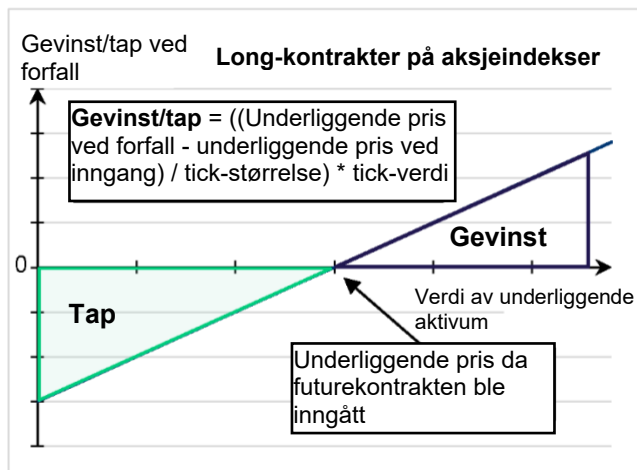 Gevinst/tap ved
forfall
Long-kontrakter på aksjeindekser
Gevinst/tap = ((Underliggende pris
ved forfall - underliggende pris ved
inngang) / tick-størrelse) * tick-verdi
Gevinst
0
Tap
Verdi av underliggende
aktivum
Underliggende pris da
futurekontrakten ble
inngått